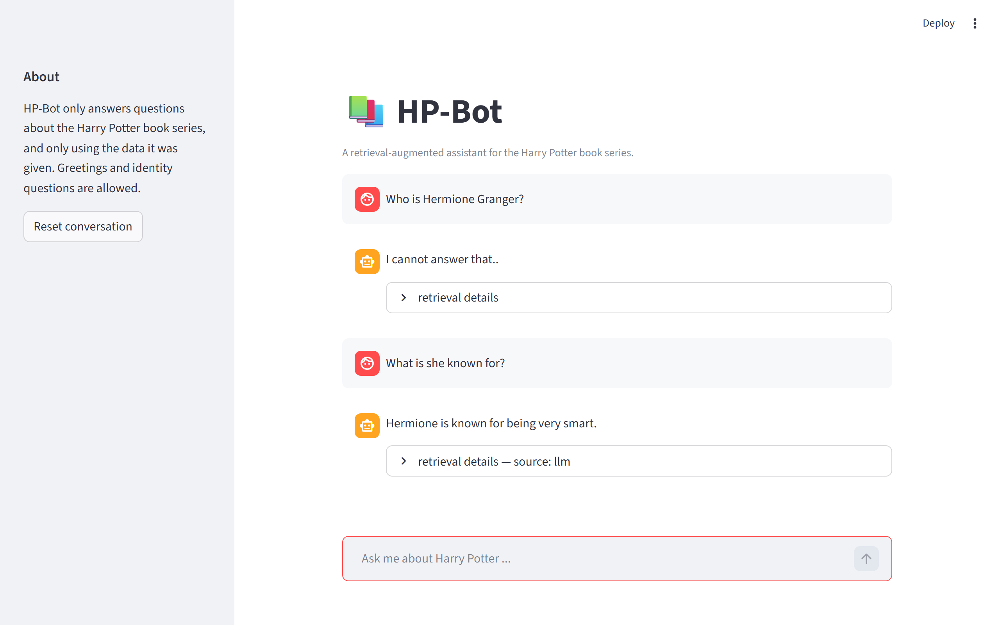 Deploy
About
HP-Bot only answers questions
about the Harry Potter book series,
and only using the data it was
given. Greetings and identity
questions are allowed.
Reset conversation
HP-Bot
A retrieval-augmented assistant for the Harry Potter book series.
Who is Hermione Granger?
I cannot answer that..
retrieval details
What is she known for?
Hermione is known for being very smart.
retrieval details — source: llm
Ask me about Harry Potter ...